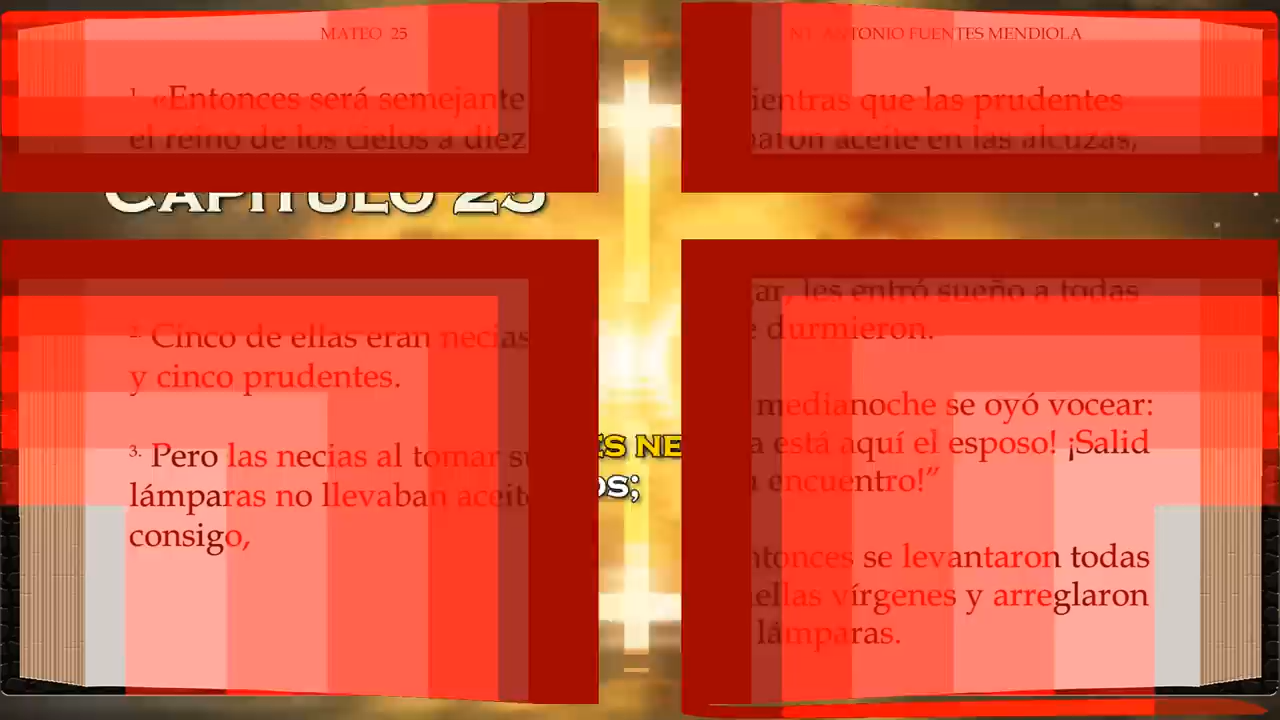 MATEO 25
1. «Entonces será semejante
el reino de los cielos a diez
CAPÍTULO 25
2. Cinco de ellas eran necias
y cinco prudentes.
3. Pero las necias al tomar
lámparas no llevaban
consigo,
NT. ANTONIO FUENTES MENDIOLA
que las prudentes
aceite en las alcuzas,
les entró sueño a todas
durmieron.
medianoche se oyó vocear:
está aquí el esposo! ¡Salid
encuentro!”
se levantaron todas
vírgenes y arreglaron
lámparas.